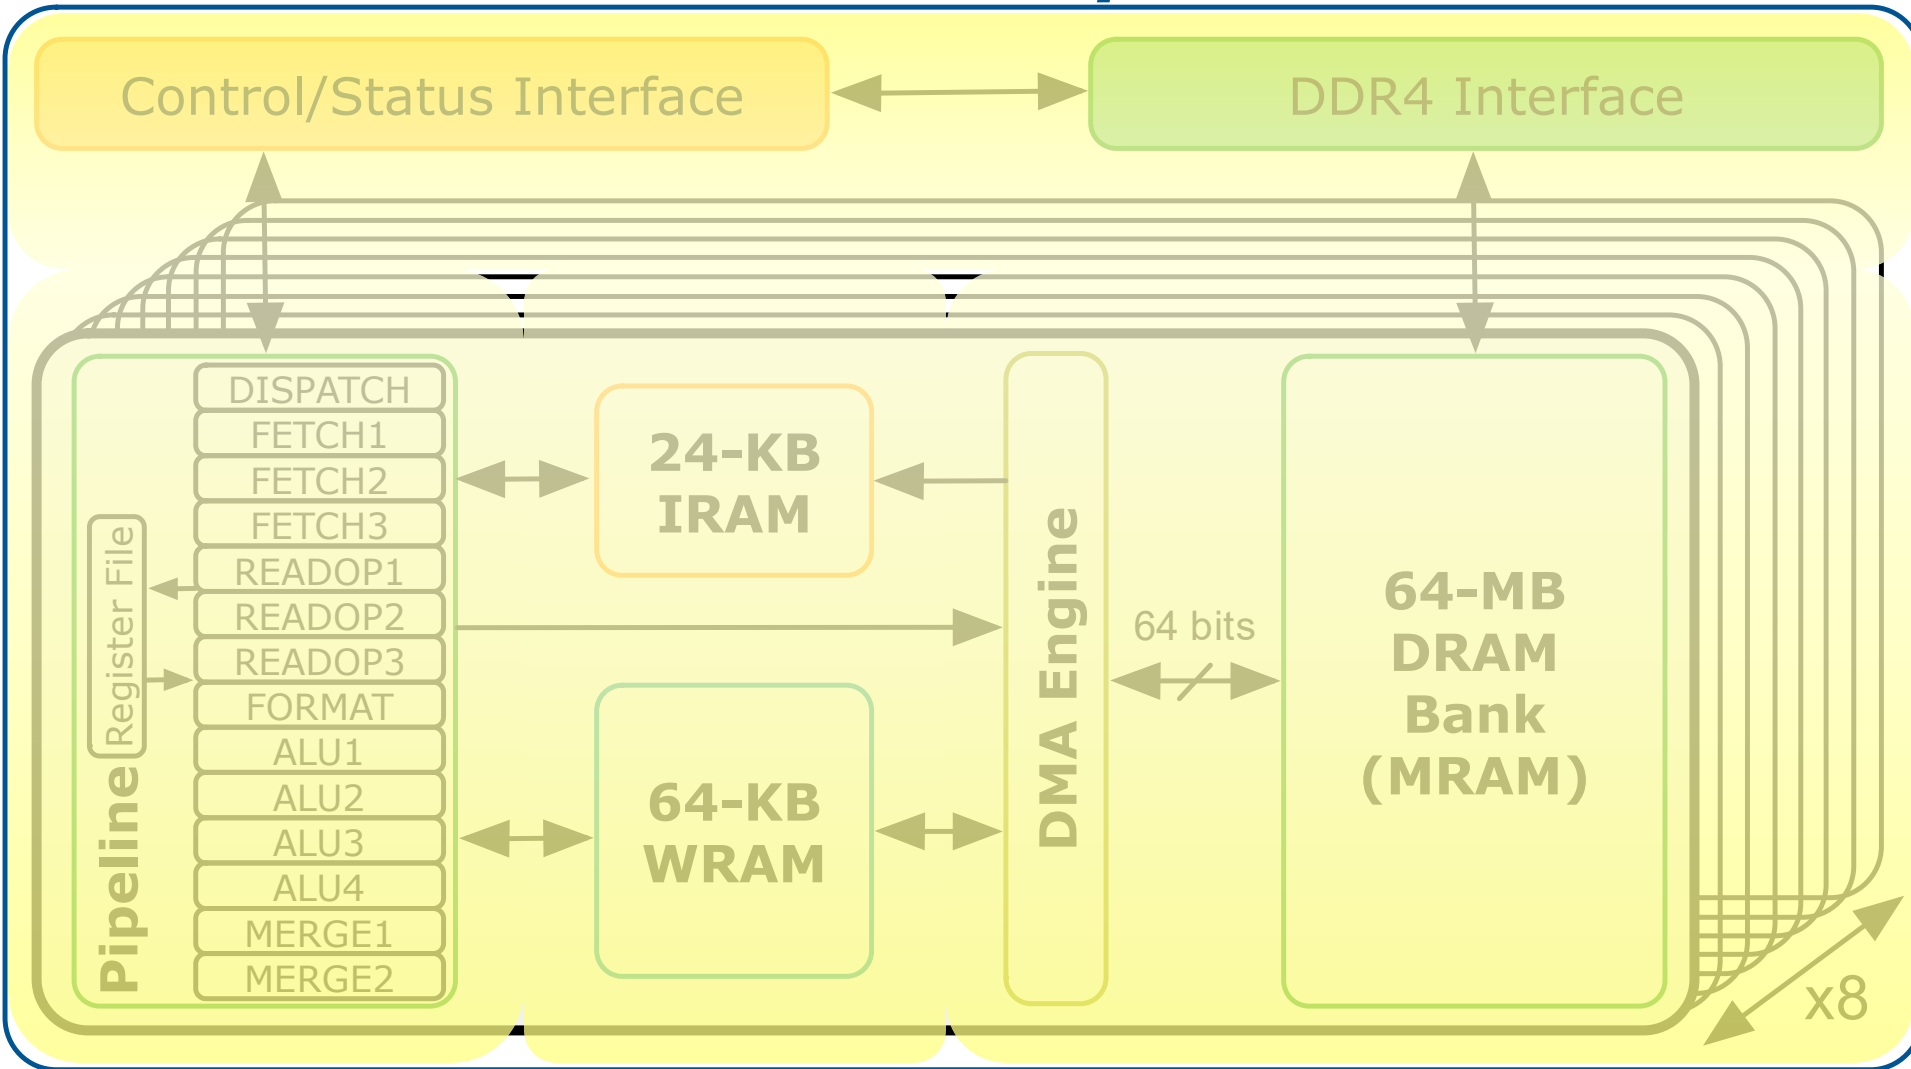 Control/Status Interface
DDR4 Interface
DISPATCH
FETCH1
FETCH2
FETCH3
READOP1
READOP2
READOP3
FORMAT
ALU1
ALU2
ALU3
ALU4
MERGE1
MERGE2
Register File
Pipeline
24-KB
IRAM
64-KB
WRAM
DMA Engine
64 bits
64-MB
DRAM
Bank
(MRAM)
x8